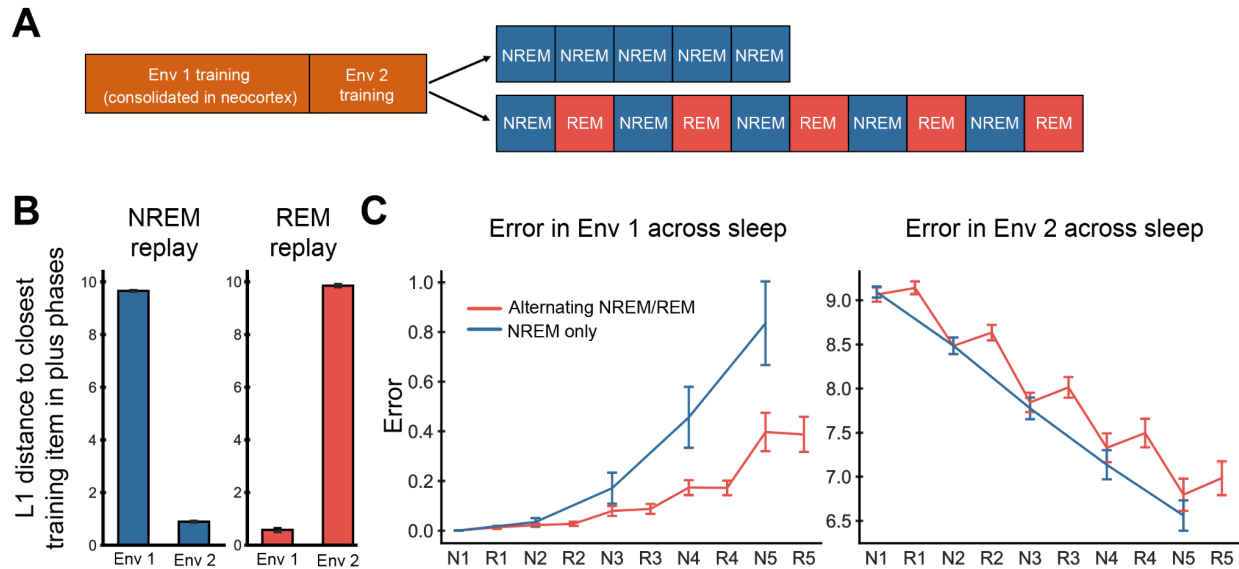 A
Env 1 training
(consolidated in neocortex)
Env 2
training
NREM NREM NREM NREM NREM
NREM REM NREM REM NREM REM NREM REM NREM REM
B
NREM
replay
REM
replay
L1 distance to closest
training item in plus phases
10
8
6
4
2
0
Env 1 Env 2
10
8
6
4
2
0
Env 1 Env 2
C
Error in Env 1 across sleep
Alternating NREM/REM
NREM only
Error
1.0
0.8
0.6
0.4
0.2
0.0
N1 R1 N2 R2 N3 R3 N4 R4 N5 R5
Error in Env 2 across sleep
9.0
8.5
8.0
7.5
7.0
6.5
N1 R1 N2 R2 N3 R3 N4 R4 N5 R5